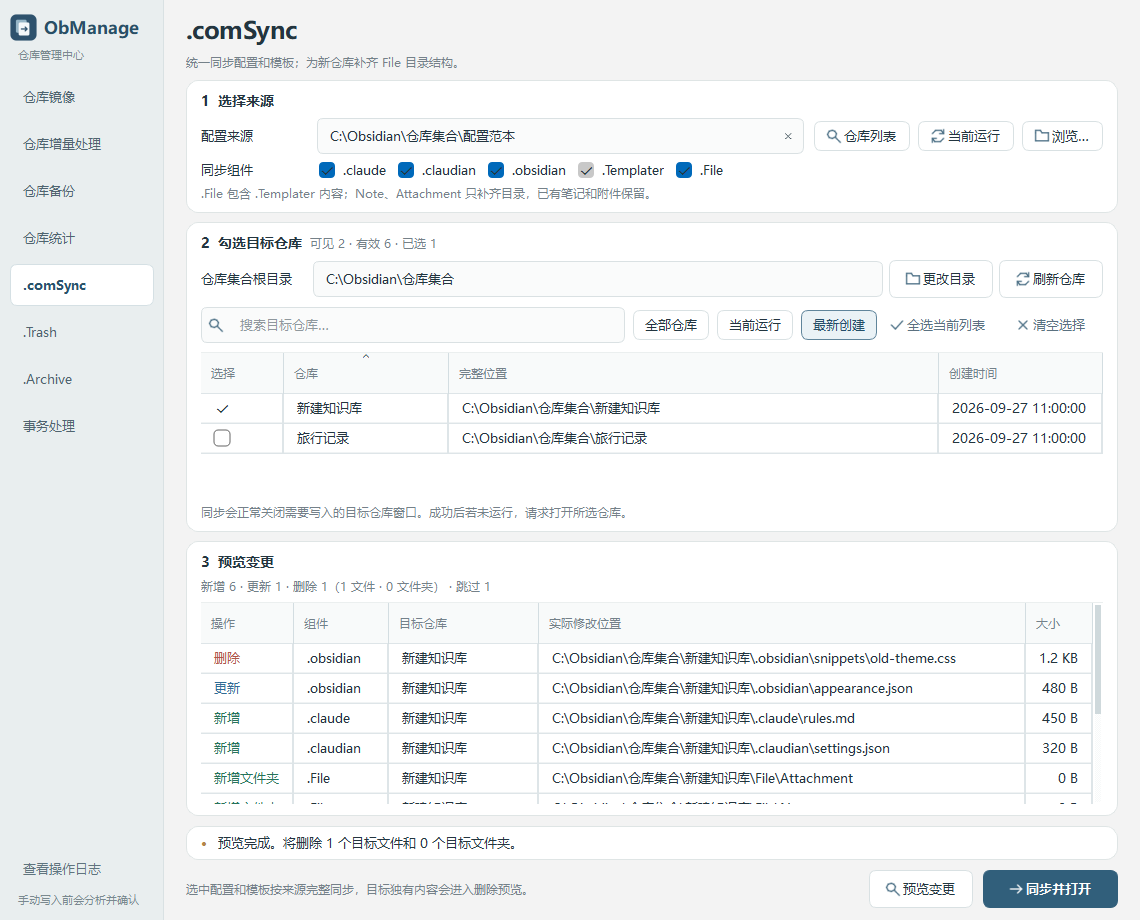 ObManage
仓库管理中心
仓库镜像
仓库增量处理
仓库备份
仓库统计
.comSync
.Trash
.Archive
事务处理
查看操作日志
手动写入前会分析并确认
.comSync
统一同步配置和模板；为新仓库补齐 File 目录结构。
1 选择来源
配置来源 C:\Obsidian\仓库集合\配置范本 × 仓库列表 当前运行 浏览...
同步组件 .claude .claudian .obsidian .Templater .File
.File 包含 .Templater 内容；Note、Attachment 只补齐目录，已有笔记和附件保留。
2 勾选目标仓库 可见 2 · 有效 6 · 已选 1
仓库集合根目录 C:\Obsidian\仓库集合 更改目录 刷新仓库
搜索目标仓库... 全部仓库 当前运行 最新创建 全选当前列表 清空选择
选择 仓库 完整位置 创建时间
新建知识库 C:\Obsidian\仓库集合\新建知识库 2026-09-27 11:00:00
旅行记录 C:\Obsidian\仓库集合\旅行记录 2026-09-27 11:00:00
同步会正常关闭需要写入的目标仓库窗口。成功后若未运行，请求打开所选仓库。
3 预览变更
新增 6 · 更新 1 · 删除 1（1 文件 · 0 文件夹） · 跳过 1
操作 组件 目标仓库 实际修改位置 大小
删除 .obsidian 新建知识库 C:\Obsidian\仓库集合\新建知识库\.obsidian\snippets\old-theme.css 1.2 KB
更新 .obsidian 新建知识库 C:\Obsidian\仓库集合\新建知识库\.obsidian\appearance.json 480 B
新增 .claude 新建知识库 C:\Obsidian\仓库集合\新建知识库\.claude\rules.md 450 B
新增 .claudian 新建知识库 C:\Obsidian\仓库集合\新建知识库\.claudian\settings.json 320 B
新增文件夹 .File 新建知识库 C:\Obsidian\仓库集合\新建知识库\File\Attachment 0 B
预览完成。将删除 1 个目标文件和 0 个目标文件夹。
选中配置和模板按来源完整同步，目标独有内容会进入删除预览。 预览变更 同步并打开